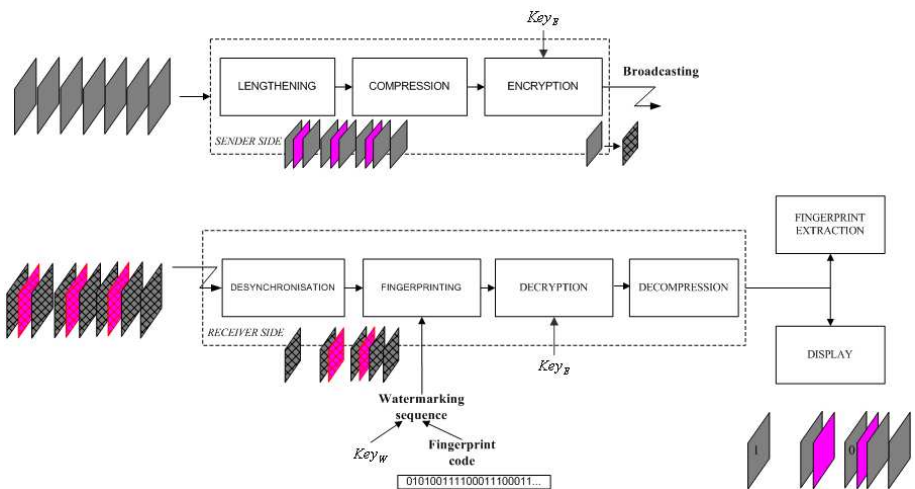 Key_E
LENGTHENING
COMPRESSION
ENCRYPTION
Broadcasting
SENDER SIDE
FINGERPRINT
EXTRACTION
DESYNCHRONISATION
FINGERPRINTING
DECRYPTION
DECOMPRESSION
RECEIVER SIDE
DISPLAY
Key_E
Watermarking
sequence
Key_W
Fingerprint
code
010100111100011100011...
1
0